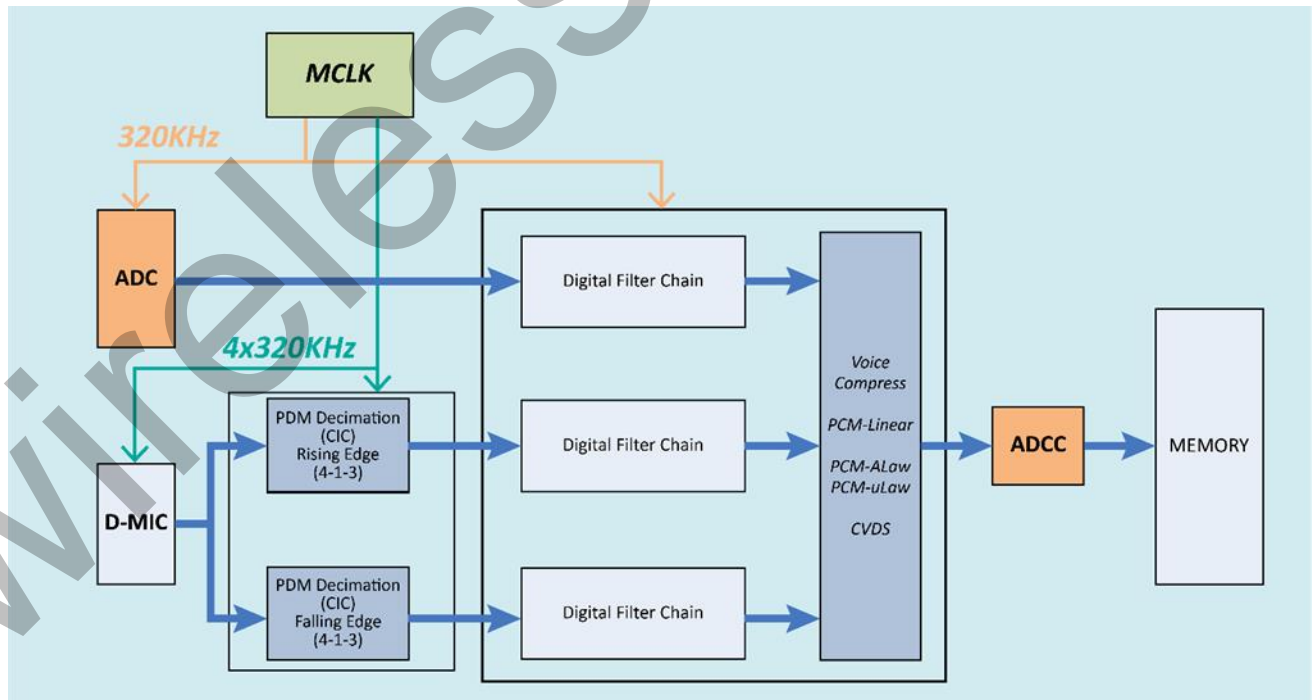 MCLK
320KHz
ADC
Digital Filter Chain
4x320KHz
Voice
Compress
PCM-Linear
PCM-ALaw
PCM-uLaw
CVDS
PDM Decimation
(CIC)
Rising Edge
(4-1-3)
Digital Filter Chain
ADCC
MEMORY
D-MIC
PDM Decimation
(CIC)
Falling Edge
(4-1-3)
Digital Filter Chain
wireless